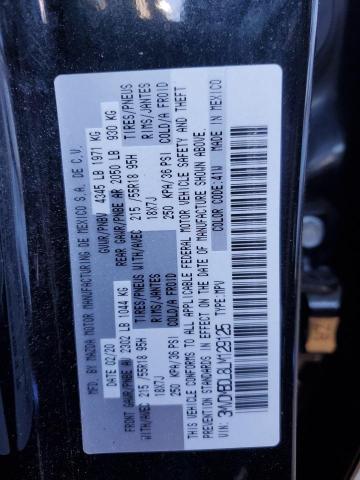 MFD. BY MAZDA MOTOR MANUFACTURING DE MEXICO S.A. DE C.V.
DATE: 02/20 GVWR/PNBV 4345 LB 1971 KG
FRONT GAWR/PNBE AV 2302 LB 1044 KG REAR GAWR/PNBE AR 2050 LB 930 KG
WITH/AVEC 215 /55R18 95H TIRES/PNEUS WITH/AVEC 215 /55R18 95H TIRES/PNEUS
18X7J RIMS/JANTES 18X7J RIMS/JANTES
250 KPA/36 PSI COLD/A FROID 250 KPA/36 PSI COLD/A FROID
THIS VEHICLE CONFORMS TO ALL APPLICABLE FEDERAL MOTOR VEHICLE SAFETY AND THEFT
PREVENTION STANDARDS IN EFFECT ON THE DATE OF MANUFACTURE SHOWN ABOVE.
COLOUR CODE:41W MADE IN MEXICO
VIN: 3MVDMBDL8LM129125 TYPE:MPV